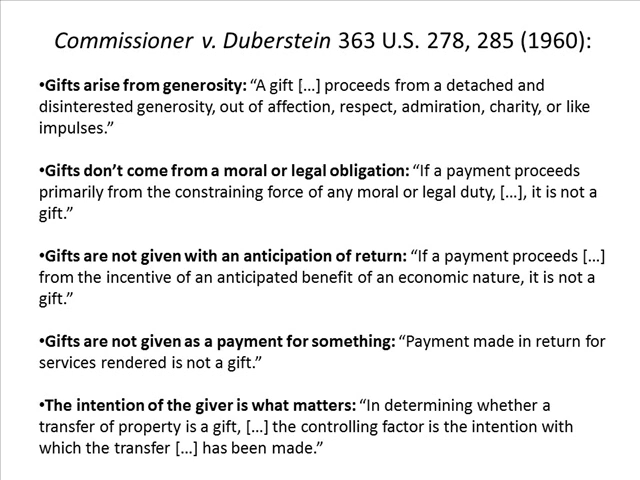 Commissioner v. Duberstein 363 U.S. 278, 285 (1960):
•Gifts arise from generosity: “A gift […] proceeds from a detached and
disinterested generosity, out of affection, respect, admiration, charity, or like
impulses.”
•Gifts don’t come from a moral or legal obligation: “If a payment proceeds
primarily from the constraining force of any moral or legal duty, […], it is not a
gift.”
•Gifts are not given with an anticipation of return: “If a payment proceeds […]
from the incentive of an anticipated benefit of an economic nature, it is not a
gift.”
•Gifts are not given as a payment for something: “Payment made in return for
services rendered is not a gift.”
•The intention of the giver is what matters: “In determining whether a
transfer of property is a gift, […] the controlling factor is the intention with
which the transfer […] has been made.”